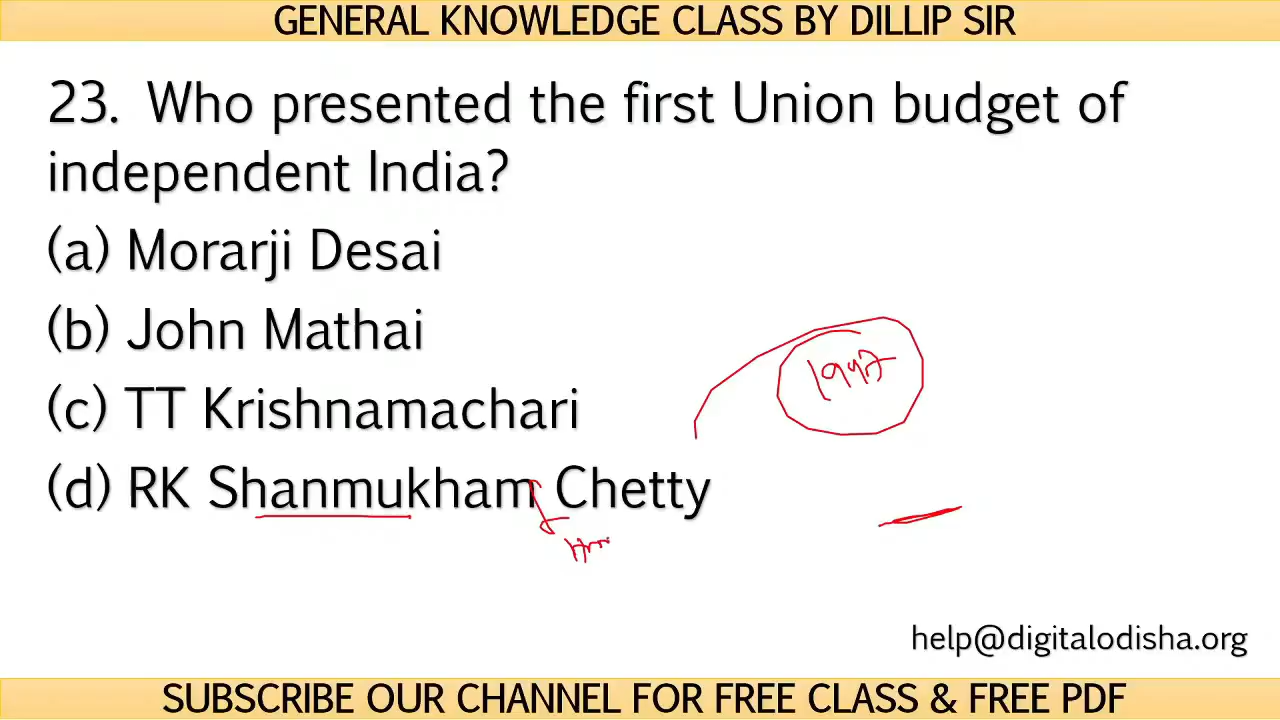 GENERAL KNOWLEDGE CLASS BY DILLIP SIR
23. Who presented the first Union budget of
independent India?
(a) Morarji Desai
(b) John Mathai
1947
(c) TT Krishnamachari
(d) RK Shanmukham Chetty
help@digitalodisha.org
SUBSCRIBE OUR CHANNEL FOR FREE CLASS & FREE PDF